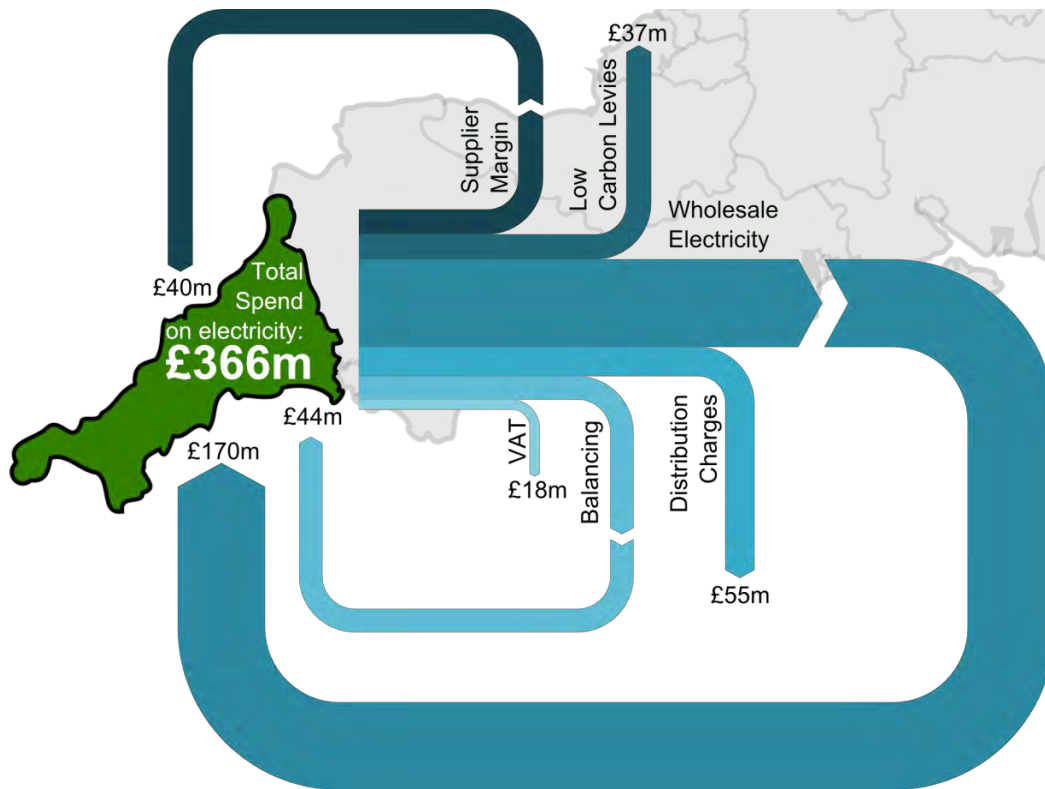 £37m
Supplier
Margin
Low
Carbon Levies
Wholesale
Electricity
£40m
Total
Spend
on electricity:
£366m
£44m
£170m
VAT
£18m
Balancing
Distribution
Charges
£55m